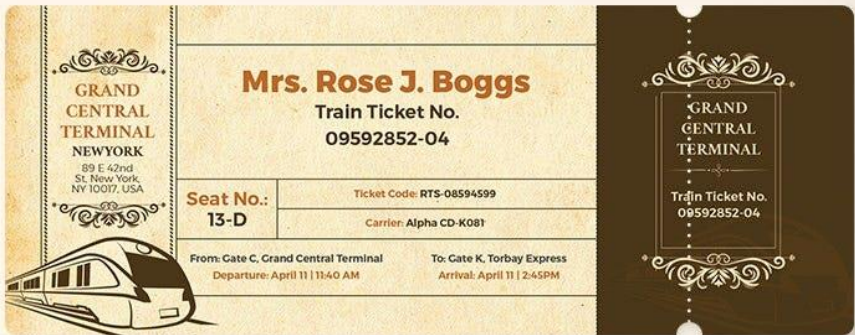 GRAND
CENTRAL
TERMINAL
NEWYORK
89 E 42nd
St, New York,
NY 10017, USA
Mrs. Rose J. Boggs
Train Ticket No.
09592852-04
Seat No.:
13-D
Ticket Code: RTS-08594599
Carrier: Alpha CD-K081
From: Gate C, Grand Central Terminal
Departure: April 11 | 11:40 AM
To: Gate K, Torbay Express
Arrival: April 11 | 2:45PM
GRAND
CENTRAL
TERMINAL
Train Ticket No.
09592852-04